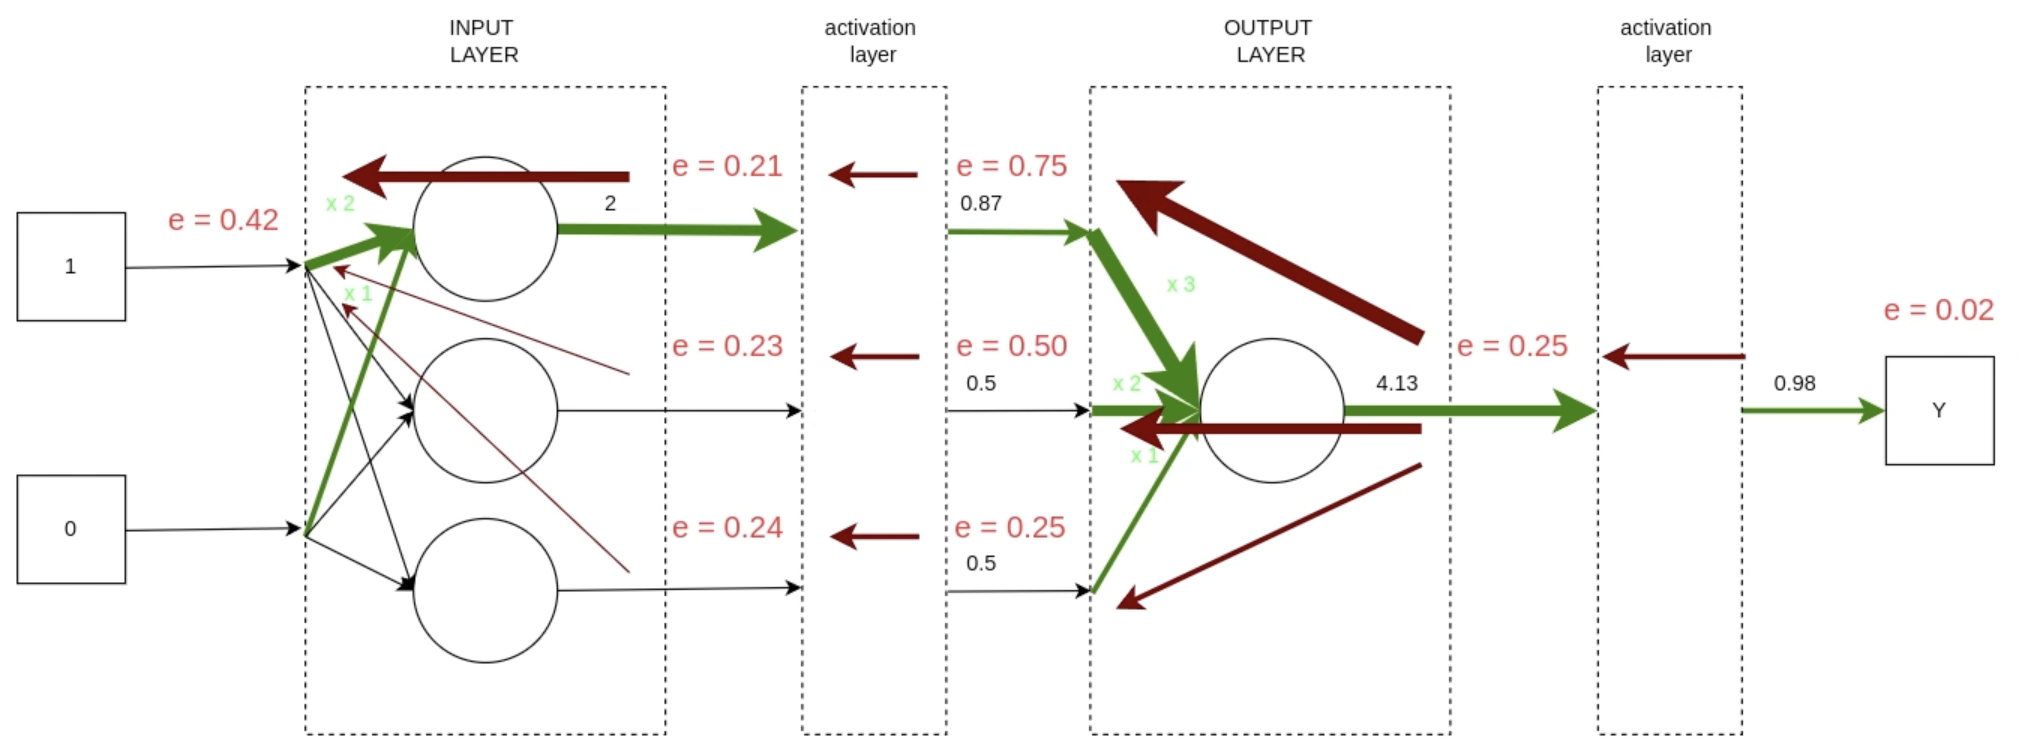 INPUT
LAYER
activation
layer
OUTPUT
LAYER
activation
layer
e = 0.42
1
0
x 2
x 1
2
e = 0.21
e = 0.23
e = 0.24
e = 0.75
0.87
e = 0.50
0.5
e = 0.25
0.5
x 3
x 2
x 1
e = 0.25
4.13
e = 0.02
0.98
Y